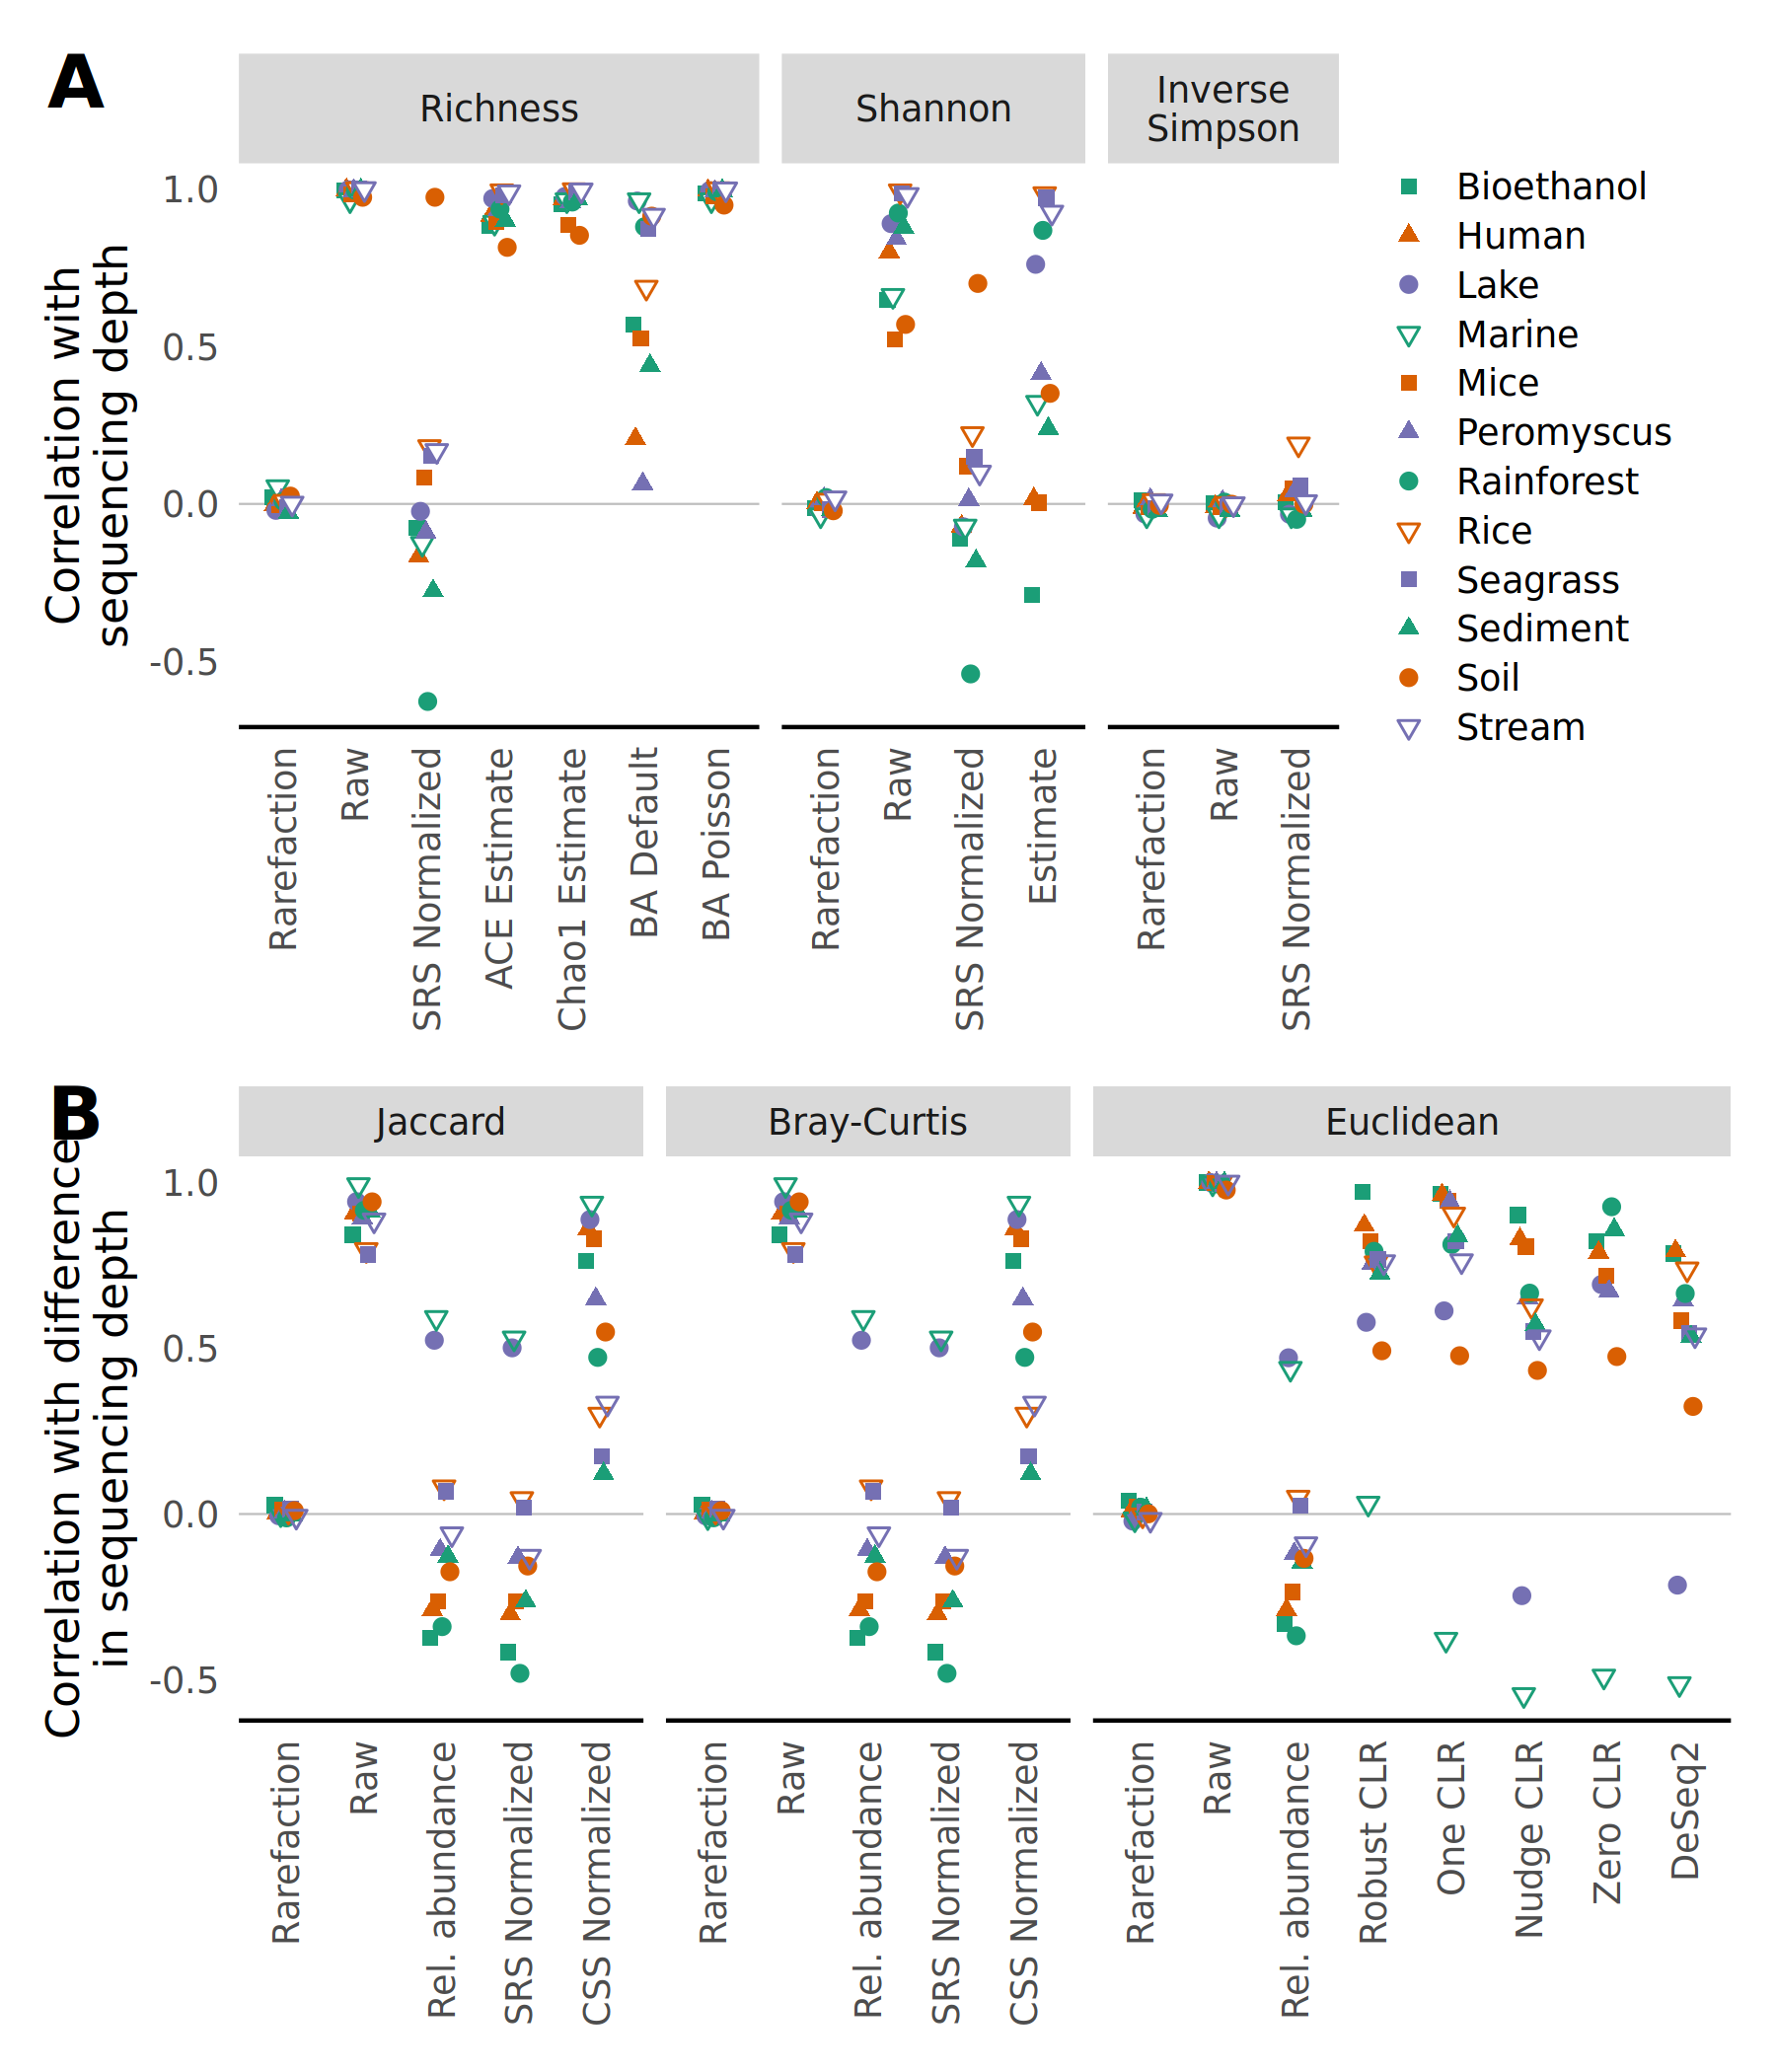 A
Richness
Shannon
Inverse
Simpson
Correlation with
sequencing depth
1.0
0.5
0.0
-0.5
Bioethanol
Human
Lake
Marine
Mice
Peromyscus
Rainforest
Rice
Seagrass
Sediment
Soil
Stream
Rarefaction
Raw
SRS Normalized
ACE Estimate
Chao1 Estimate
BA Default
BA Poisson
Rarefaction
Raw
SRS Normalized
Estimate
Rarefaction
Raw
SRS Normalized
B
Jaccard
Bray-Curtis
Euclidean
Correlation with difference
in sequencing depth
1.0
0.5
0.0
-0.5
Rarefaction
Raw
Rel. abundance
SRS Normalized
CSS Normalized
Rarefaction
Raw
Rel. abundance
SRS Normalized
CSS Normalized
Rarefaction
Raw
Rel. abundance
Robust CLR
One CLR
Nudge CLR
Zero CLR
DeSeq2